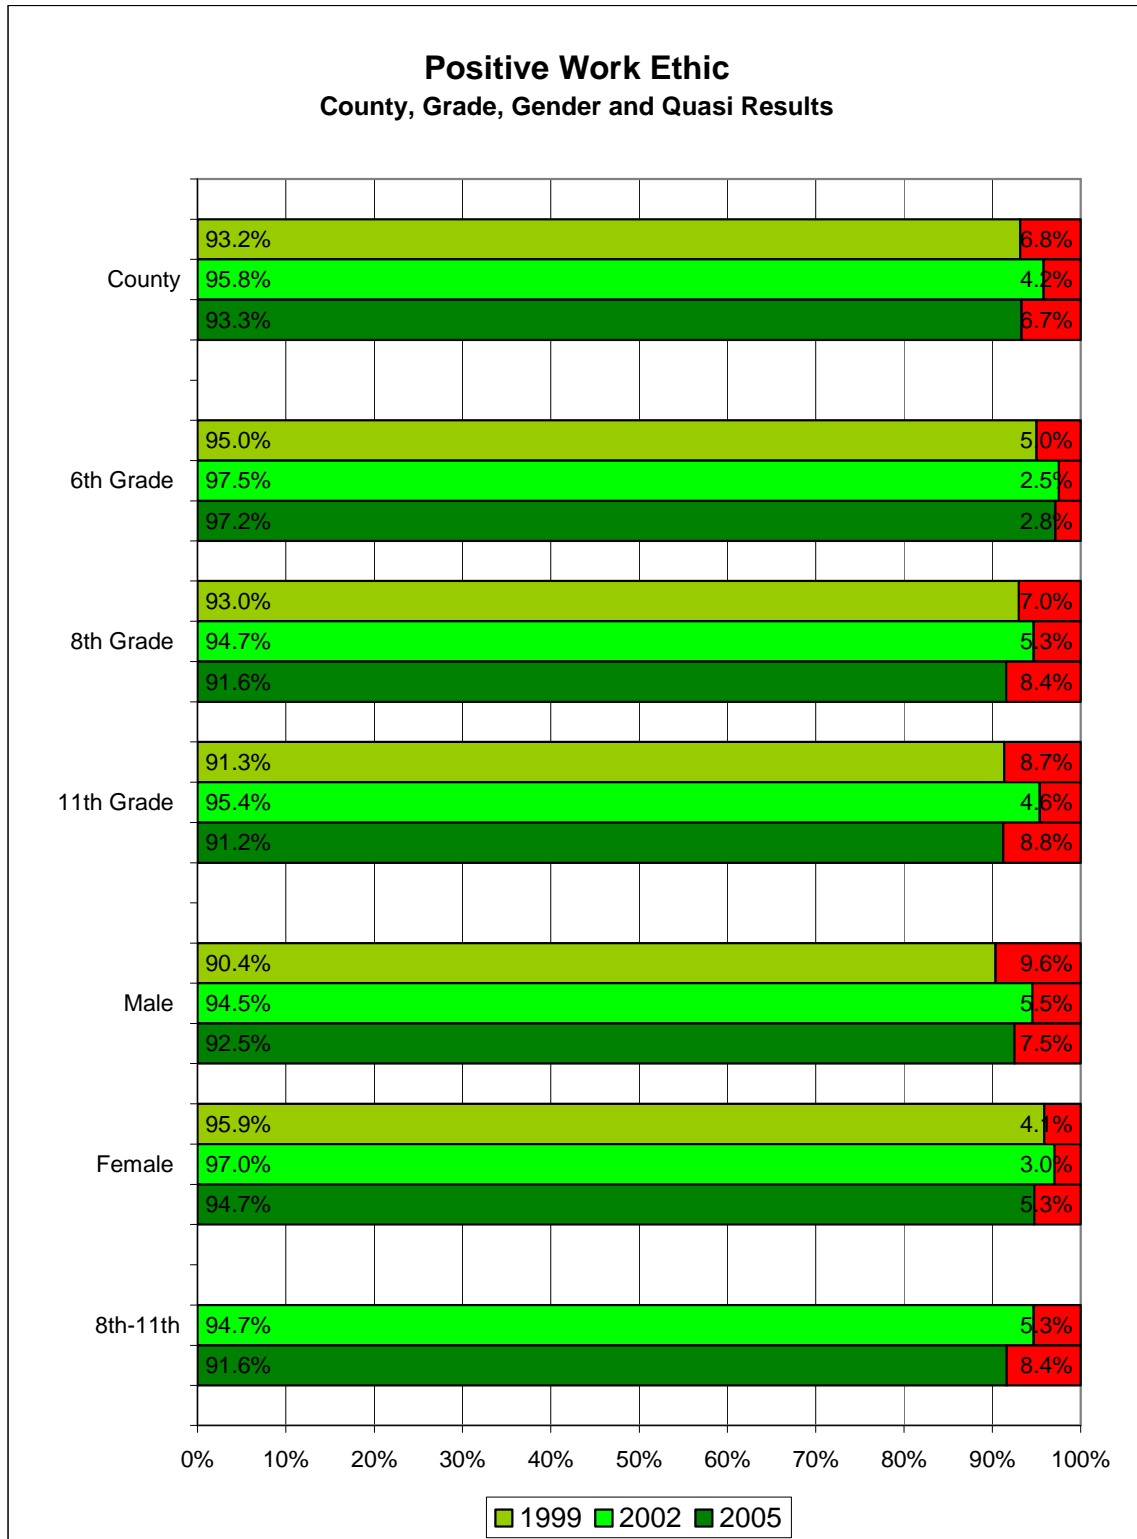 Positive Work Ethic
County, Grade, Gender and Quasi Results
93.2% 6.8%
County 95.8% 4.2%
93.3% 6.7%
95.0% 5.0%
6th Grade 97.5% 2.5%
97.2% 2.8%
93.0% 7.0%
8th Grade 94.7% 5.3%
91.6% 8.4%
91.3% 8.7%
11th Grade 95.4% 4.6%
91.2% 8.8%
90.4% 9.6%
Male 94.5% 5.5%
92.5% 7.5%
95.9% 4.1%
Female 97.0% 3.0%
94.7% 5.3%
8th-11th 94.7% 5.3%
91.6% 8.4%
0% 10% 20% 30% 40% 50% 60% 70% 80% 90% 100%
1999 2002 2005